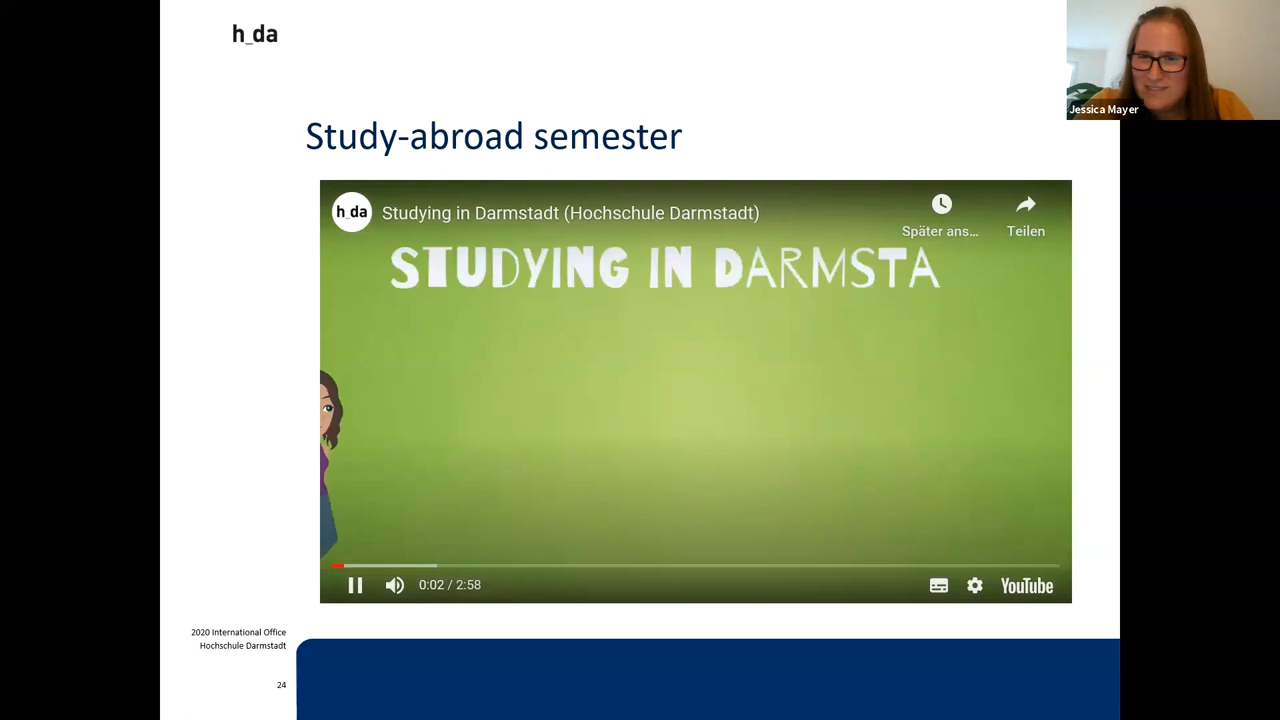 h_da
Jessica Mayer
Study-abroad semester
h_da
Studying in Darmstadt (Hochschule Darmstadt)
Später ans...
Teilen
STUDYING IN DARMSTA
0:02 / 2:58
YouTube
2020 International Office
Hochschule Darmstadt
24